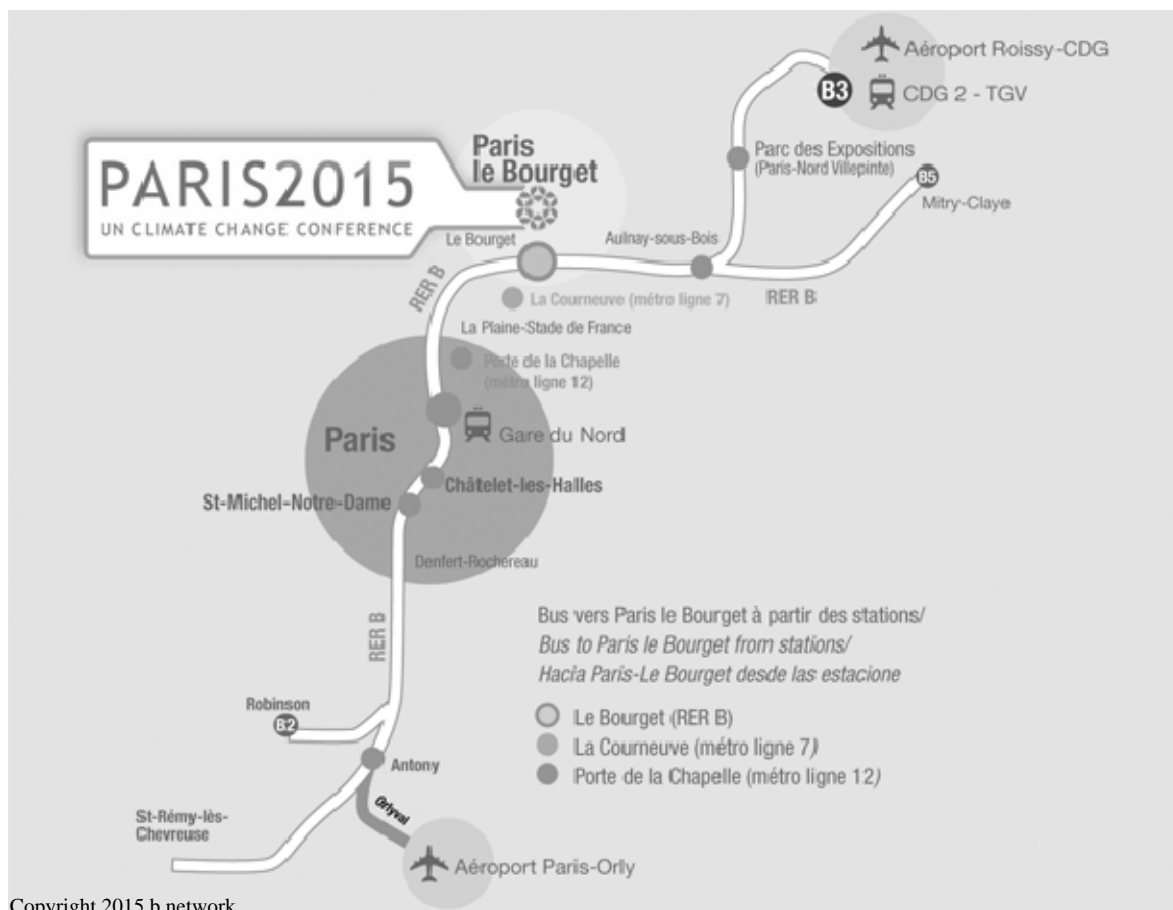 Aéroport Roissy-CDG
B3
CDG 2 - TGV
Paris
le Bourget
Parc des Expositions
(Paris-Nord Villepinte)
B5
Mitry-Claye
PARIS2015
UN CLIMATE CHANGE CONFERENCE
Le Bourget
Aulnay-sous-Bois
RER B
RER B
La Courneuve (métro ligne 7)
La Plaine-Stade de France
Porte de la Chapelle
(métro ligne 12)
Paris
Gare du Nord
Châtelet-les-Halles
St-Michel-Notre-Dame
Denfert-Rochereau
RER B
Bus vers Paris le Bourget à partir des stations/
Bus to Paris le Bourget from stations/
Hacia Paris-Le Bourget desde las estacione
Le Bourget (RER B)
La Courneuve (métro ligne 7)
Porte de la Chapelle (métro ligne 12)
Robinson
B2
Antony
Orlyval
St-Rémy-lès-
Chevreuse
Aéroport Paris-Orly
Copyright 2015 b network